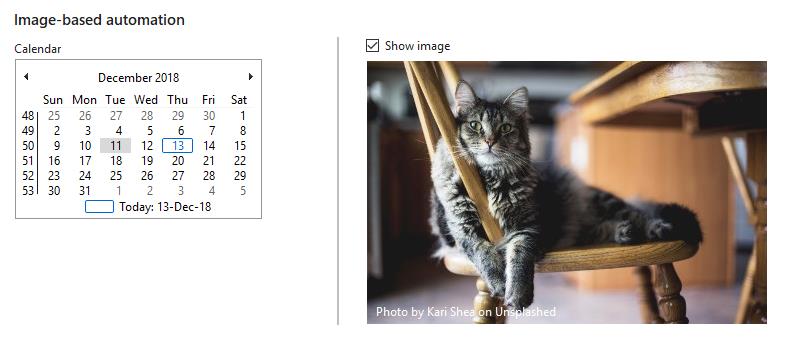 Image-based automation
Calendar
December 2018
Sun Mon Tue Wed Thu Fri Sat
48 25 26 27 28 29 30 1
49 2 3 4 5 6 7 8
50 9 10 11 12 13 14 15
51 16 17 18 19 20 21 22
52 23 24 25 26 27 28 29
53 30 31 1 2 3 4 5
Today: 13-Dec-18
Show image
Photo by Kari Shea on Unsplashed